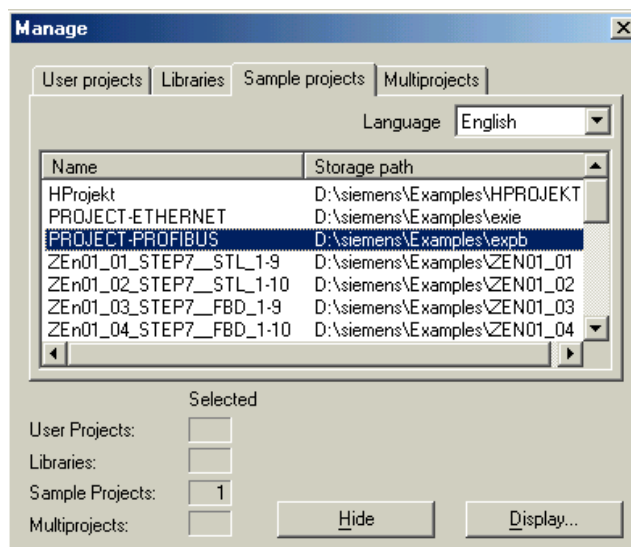 Manage
User projects Libraries Sample projects Multiprojects
Language English
Name Storage path
HProjekt D:\siemens\Examples\HPROJEKT
PROJECT-ETHERNET D:\siemens\Examples\exie
PROJECT-PROFIBUS D:\siemens\Examples\expb
ZEn01_01_STEP7__STL_1-9 D:\siemens\Examples\ZEN01_01
ZEn01_02_STEP7__STL_1-10 D:\siemens\Examples\ZEN01_02
ZEn01_03_STEP7__FBD_1-9 D:\siemens\Examples\ZEN01_03
ZEn01_04_STEP7__FBD_1-10 D:\siemens\Examples\ZEN01_04
Selected
User Projects:
Libraries:
Sample Projects: 1
Multiprojects:
Hide Display...